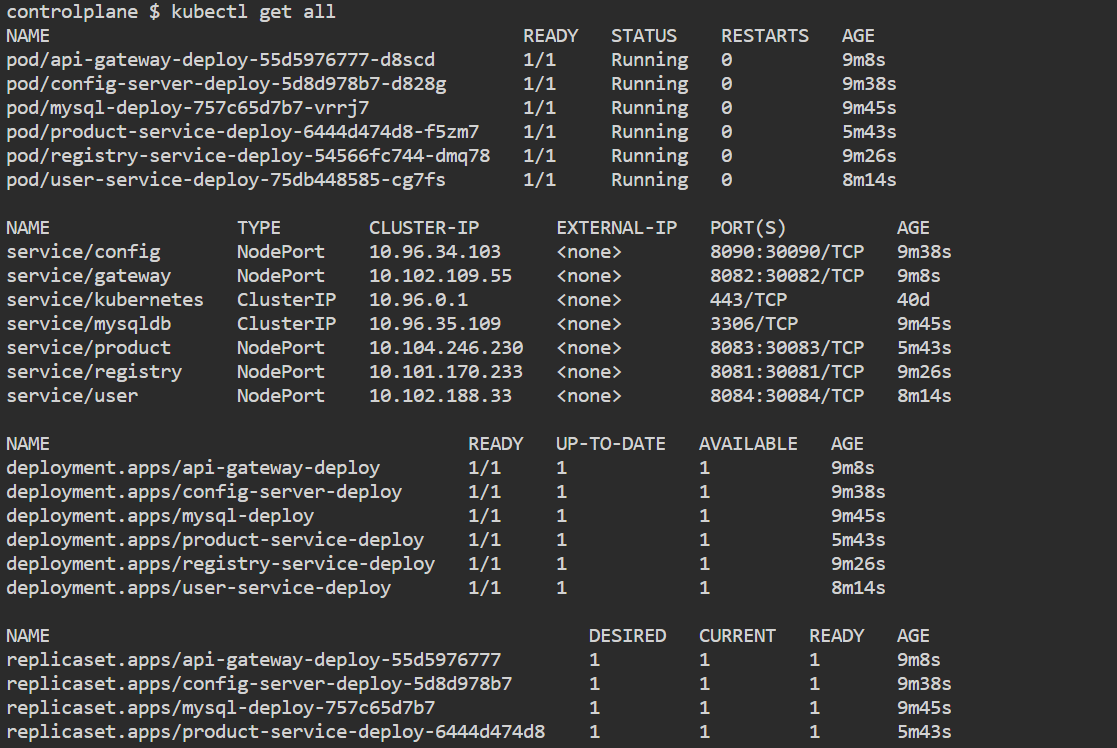 controlplane $ kubectl get all
NAME READY STATUS RESTARTS AGE
pod/api-gateway-deploy-55d5976777-d8scd 1/1 Running 0 9m8s
pod/config-server-deploy-5d8d978b7-d828g 1/1 Running 0 9m38s
pod/mysql-deploy-757c65d7b7-vrrj7 1/1 Running 0 9m45s
pod/product-service-deploy-6444d474d8-f5zm7 1/1 Running 0 5m43s
pod/registry-service-deploy-54566fc744-dmq78 1/1 Running 0 9m26s
pod/user-service-deploy-75db448585-cg7fs 1/1 Running 0 8m14s
NAME TYPE CLUSTER-IP EXTERNAL-IP PORT(S) AGE
service/config NodePort 10.96.34.103 <none> 8090:30090/TCP 9m38s
service/gateway NodePort 10.102.109.55 <none> 8082:30082/TCP 9m8s
service/kubernetes ClusterIP 10.96.0.1 <none> 443/TCP 40d
service/mysqldb ClusterIP 10.96.35.109 <none> 3306/TCP 9m45s
service/product NodePort 10.104.246.230 <none> 8083:30083/TCP 5m43s
service/registry NodePort 10.101.170.233 <none> 8081:30081/TCP 9m26s
service/user NodePort 10.102.188.33 <none> 8084:30084/TCP 8m14s
NAME READY UP-TO-DATE AVAILABLE AGE
deployment.apps/api-gateway-deploy 1/1 1 1 9m8s
deployment.apps/config-server-deploy 1/1 1 1 9m38s
deployment.apps/mysql-deploy 1/1 1 1 9m45s
deployment.apps/product-service-deploy 1/1 1 1 5m43s
deployment.apps/registry-service-deploy 1/1 1 1 9m26s
deployment.apps/user-service-deploy 1/1 1 1 8m14s
NAME DESIRED CURRENT READY AGE
replicaset.apps/api-gateway-deploy-55d5976777 1 1 1 9m8s
replicaset.apps/config-server-deploy-5d8d978b7 1 1 1 9m38s
replicaset.apps/mysql-deploy-757c65d7b7 1 1 1 9m45s
replicaset.apps/product-service-deploy-6444d474d8 1 1 1 5m43s